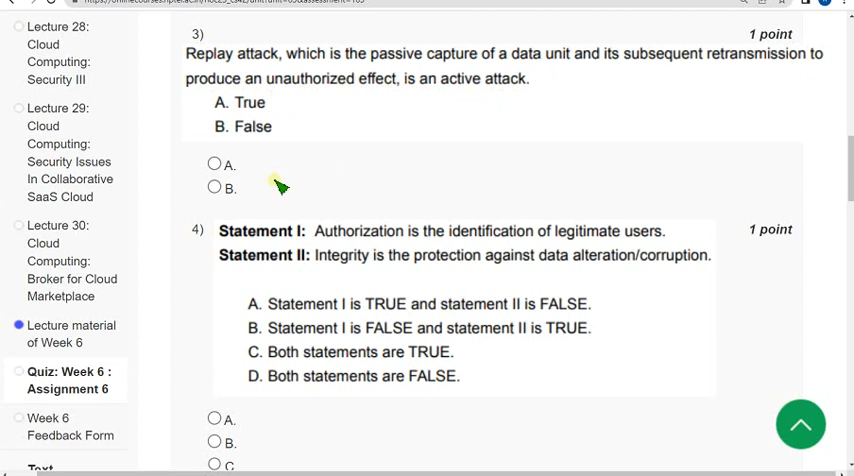 Lecture 28:
Cloud
Computing:
Security III
Lecture 29:
Cloud
Computing:
Security Issues
In Collaborative
SaaS Cloud
Lecture 30:
Cloud
Computing:
Broker for Cloud
Marketplace
Lecture material
of Week 6
Quiz: Week 6 :
Assignment 6
Week 6
Feedback Form
Text
3)
1 point
Replay attack, which is the passive capture of a data unit and its subsequent retransmission to
produce an unauthorized effect, is an active attack.
A. True
B. False
A.
B.
4) Statement I: Authorization is the identification of legitimate users.
1 point
Statement II: Integrity is the protection against data alteration/corruption.
A. Statement I is TRUE and statement II is FALSE.
B. Statement I is FALSE and statement II is TRUE.
C. Both statements are TRUE.
D. Both statements are FALSE.
A.
B.
C